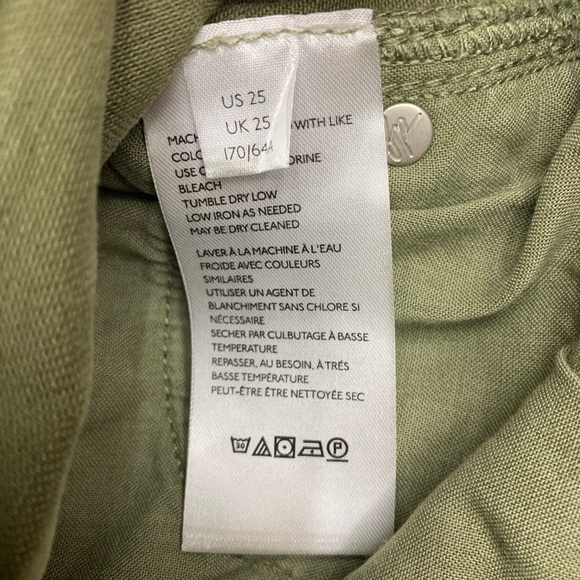 US 25
UK 25
170/64A
MACH
WITH LIKE
COLO
ORINE
USE
BLEACH
TUMBLE DRY LOW
LOW IRON AS NEEDED
MAY BE DRY CLEANED
LAVER À LA MACHINE À L'EAU
FROIDE AVEC COULEURS
SIMILAIRES
UTILISER UN AGENT DE
BLANCHIMENT SANS CHLORE SI
NÉCESSAIRE
SECHER PAR CULBUTAGE À BASSE
TEMPERATURE
REPASSER, AU BESOIN, À TRÉS
BASSE TEMPÉRATURE
PEUT-ÊTRE ÊTRE NETTOYÉE SEC
30 P